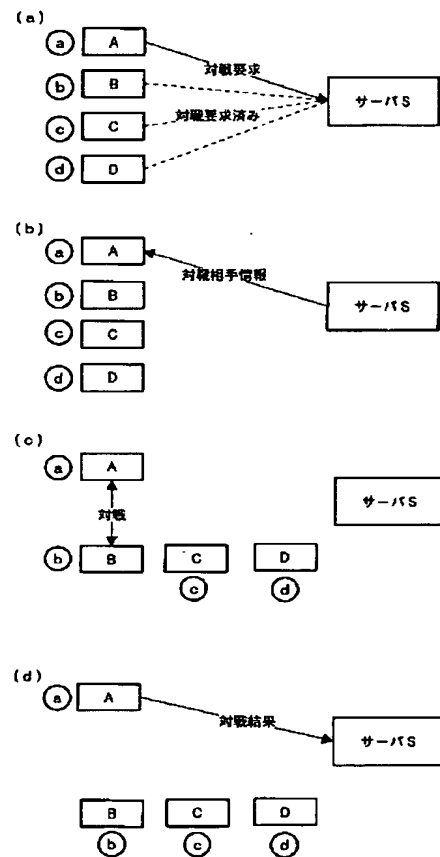 (a)
a A
対戦要求
b B
サーバS
c C
対戦要求済み
d D
(b)
a A
対戦相手情報
b B
サーバS
c C
d D
(c)
a A
サーバS
対戦
b B C D
c d
(d)
a A
対戦結果
サーバS
B C D
b c d